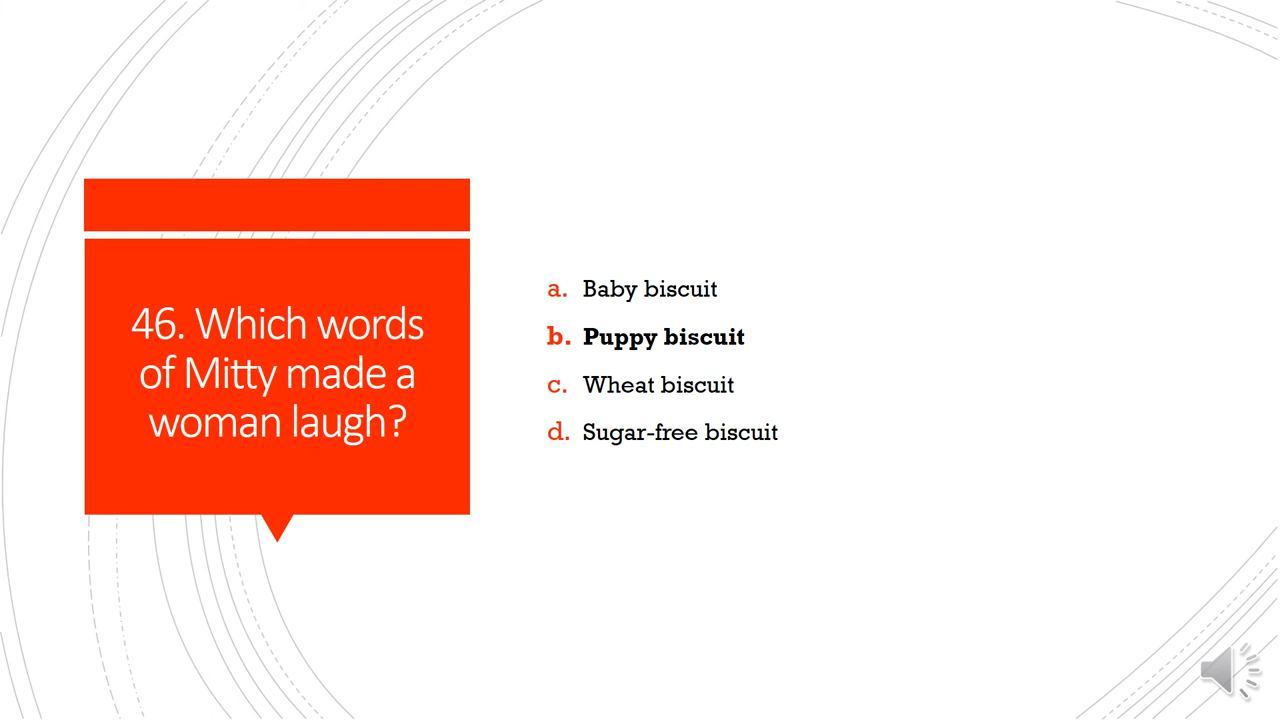 46. Which words
of Mitty made a
woman laugh?
a. Baby biscuit
b. Puppy biscuit
c. Wheat biscuit
d. Sugar-free biscuit